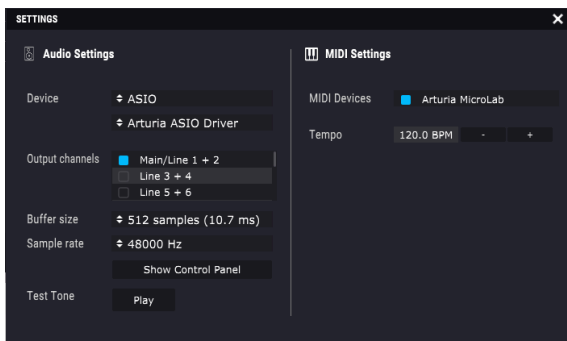 SETTINGS
Audio Settings
Device
ASIO
Arturia ASIO Driver
Output channels
Main/Line 1 + 2
Line 3 + 4
Line 5 + 6
Buffer size
512 samples (10.7 ms)
Sample rate
48000 Hz
Show Control Panel
Test Tone
Play
MIDI Settings
MIDI Devices
Arturia MicroLab
Tempo
120.0 BPM - +